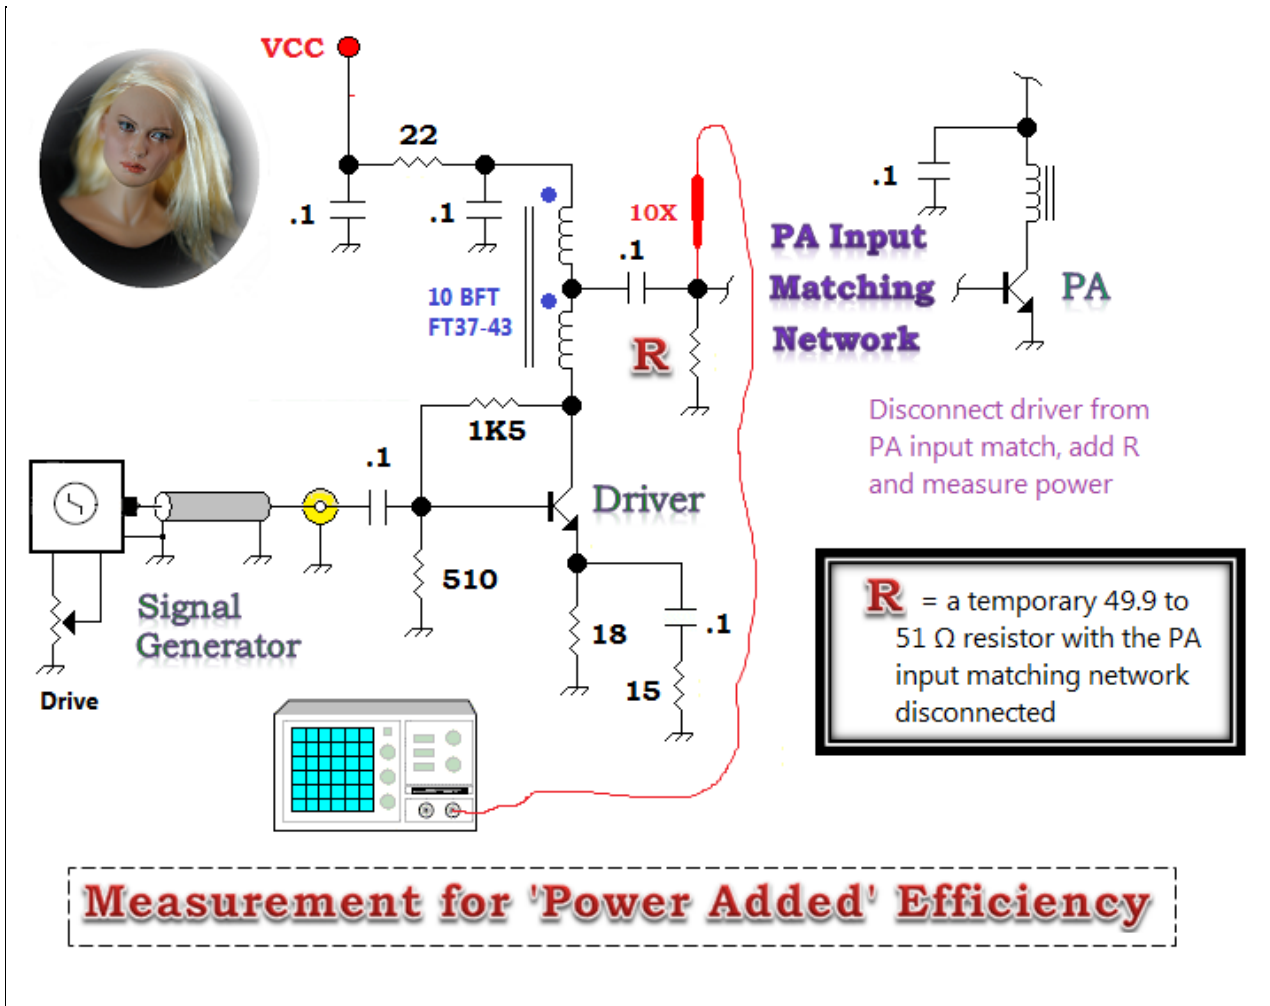 VCC
22
.1
.1
10X
.1
.1
PA Input
Matching
Network
PA
10 BFT
FT37-43
R
1K5
.1
Driver
Disconnect driver from
PA input match, add R
and measure power
510
Signal
Generator
18
.1
15
Drive
R = a temporary 49.9 to
51 Ω resistor with the PA
input matching network
disconnected
Measurement for 'Power Added' Efficiency